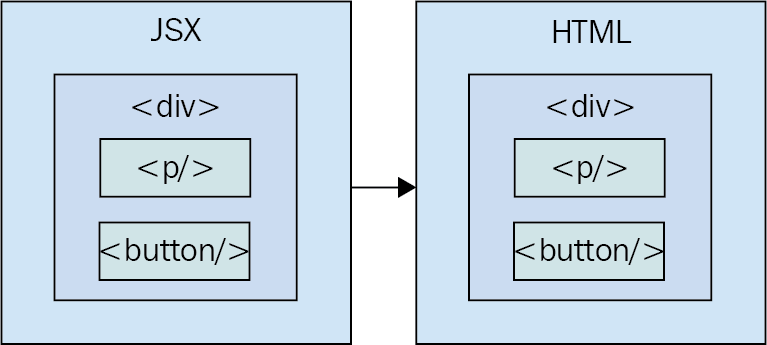 JSX
<div>
<p/>
<button/>
HTML
<div>
<p/>
<button/>